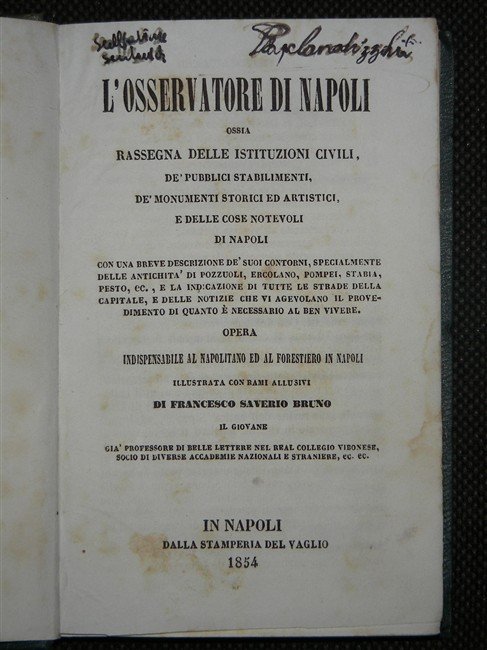 L'OSSERVATORE DI NAPOLI
OSSIA
RASSEGNA DELLE ISTITUZIONI CIVILI,
DE' PUBBLICI STABILIMENTI,
DE' MONUMENTI STORICI ED ARTISTICI,
E DELLE COSE NOTEVOLI
DI NAPOLI
CON UNA BREVE DESCRIZIONE DE' SUOI CONTORNI, SPECIALMENTE
DELLE ANTICHITA' DI POZZUOLI, ERCOLANO, POMPEI, STABIA,
PESTO, EC., E LA INDICAZIONE DI TUTTE LE STRADE DELLA
CAPITALE, E DELLE NOTIZIE CHE VI AGEVOLANO IL PROVE-
DIMENTO DI QUANTO È NECESSARIO AL BEN VIVERE.
OPERA
INDISPENSABILE AL NAPOLITANO ED AL FORESTIERO IN NAPOLI
ILLUSTRATA CON RAMI ALLUSIVI
DI FRANCESCO SAVERIO BRUNO
IL GIOVANE
GIA' PROFESSORE DI BELLE LETTERE NEL REAL COLLEGIO VIBONESE,
SOCIO DI DIVERSE ACCADEMIE NAZIONALI E STRANIERE, EC. EC.
IN NAPOLI
DALLA STAMPERIA DEL VAGLIO
1854